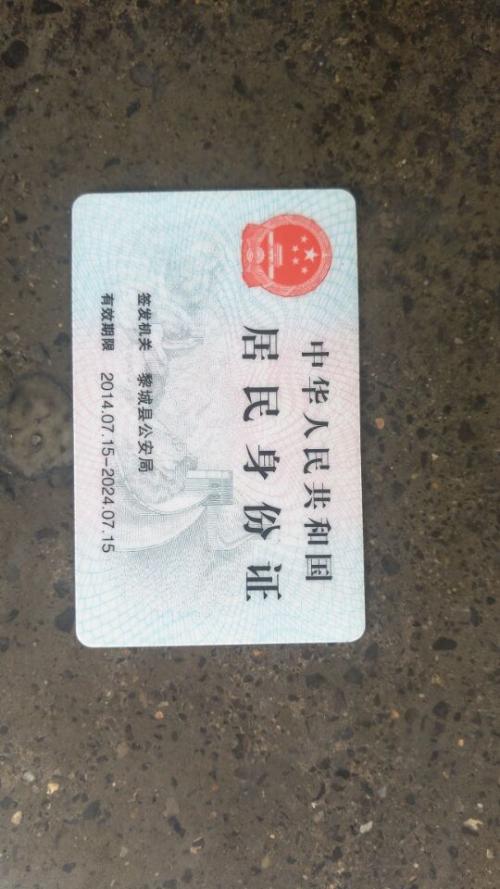 中华人民共和国
居民身份证
签发机关 黎城县公安局
有效期限 2014.07.15-2024.07.15